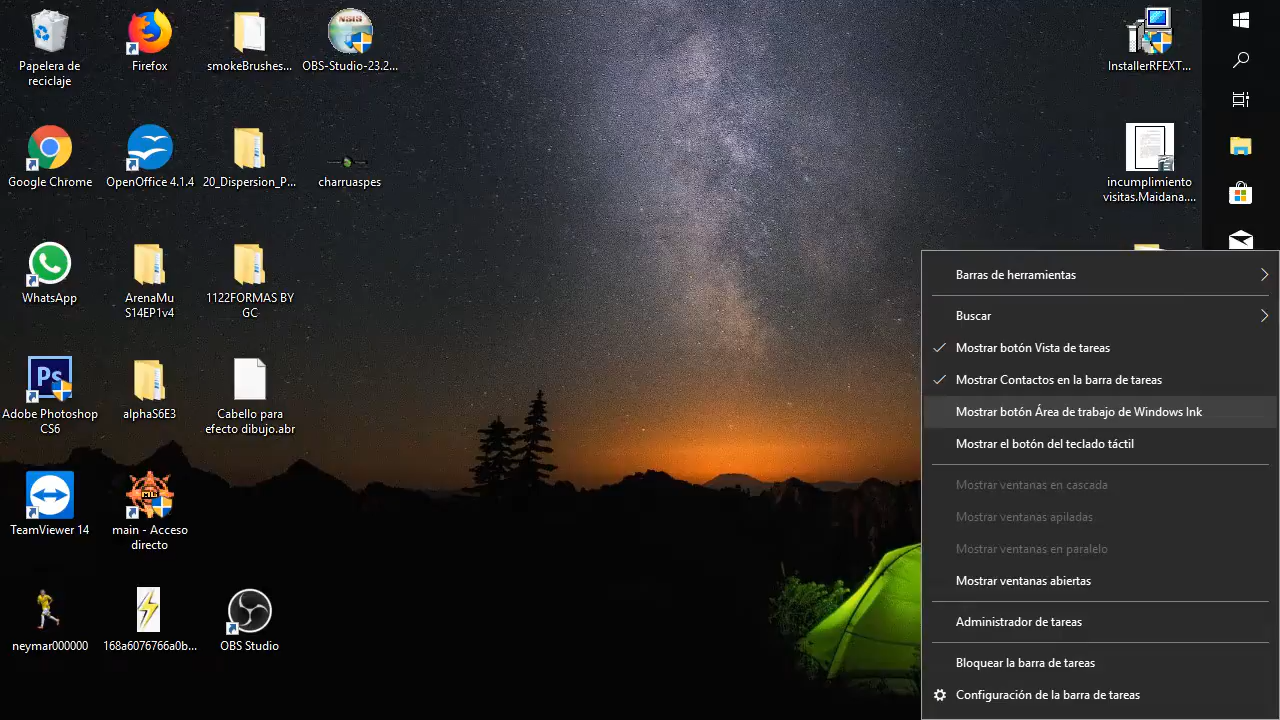 Papelera de
reciclaje
Firefox
smokeBrushes...
OBS-Studio-23.2...
InstallerRFEXT...
Google Chrome
OpenOffice 4.1.4
20_Dispersion_P...
charruaspes
incumplimiento
visitas.Maidana....
WhatsApp
ArenaMu
S14EP1v4
1122FORMAS BY
GC
Ps
Adobe Photoshop
CS6
alphaS6E3
Cabello para
efecto dibujo.abr
TeamViewer 14
main - Acceso
directo
neymar000000
168a6076766a0b...
OBS Studio
Barras de herramientas
Buscar
Mostrar botón Vista de tareas
Mostrar Contactos en la barra de tareas
Mostrar botón Área de trabajo de Windows Ink
Mostrar el botón del teclado táctil
Mostrar ventanas en cascada
Mostrar ventanas apiladas
Mostrar ventanas en paralelo
Mostrar ventanas abiertas
Administrador de tareas
Bloquear la barra de tareas
Configuración de la barra de tareas